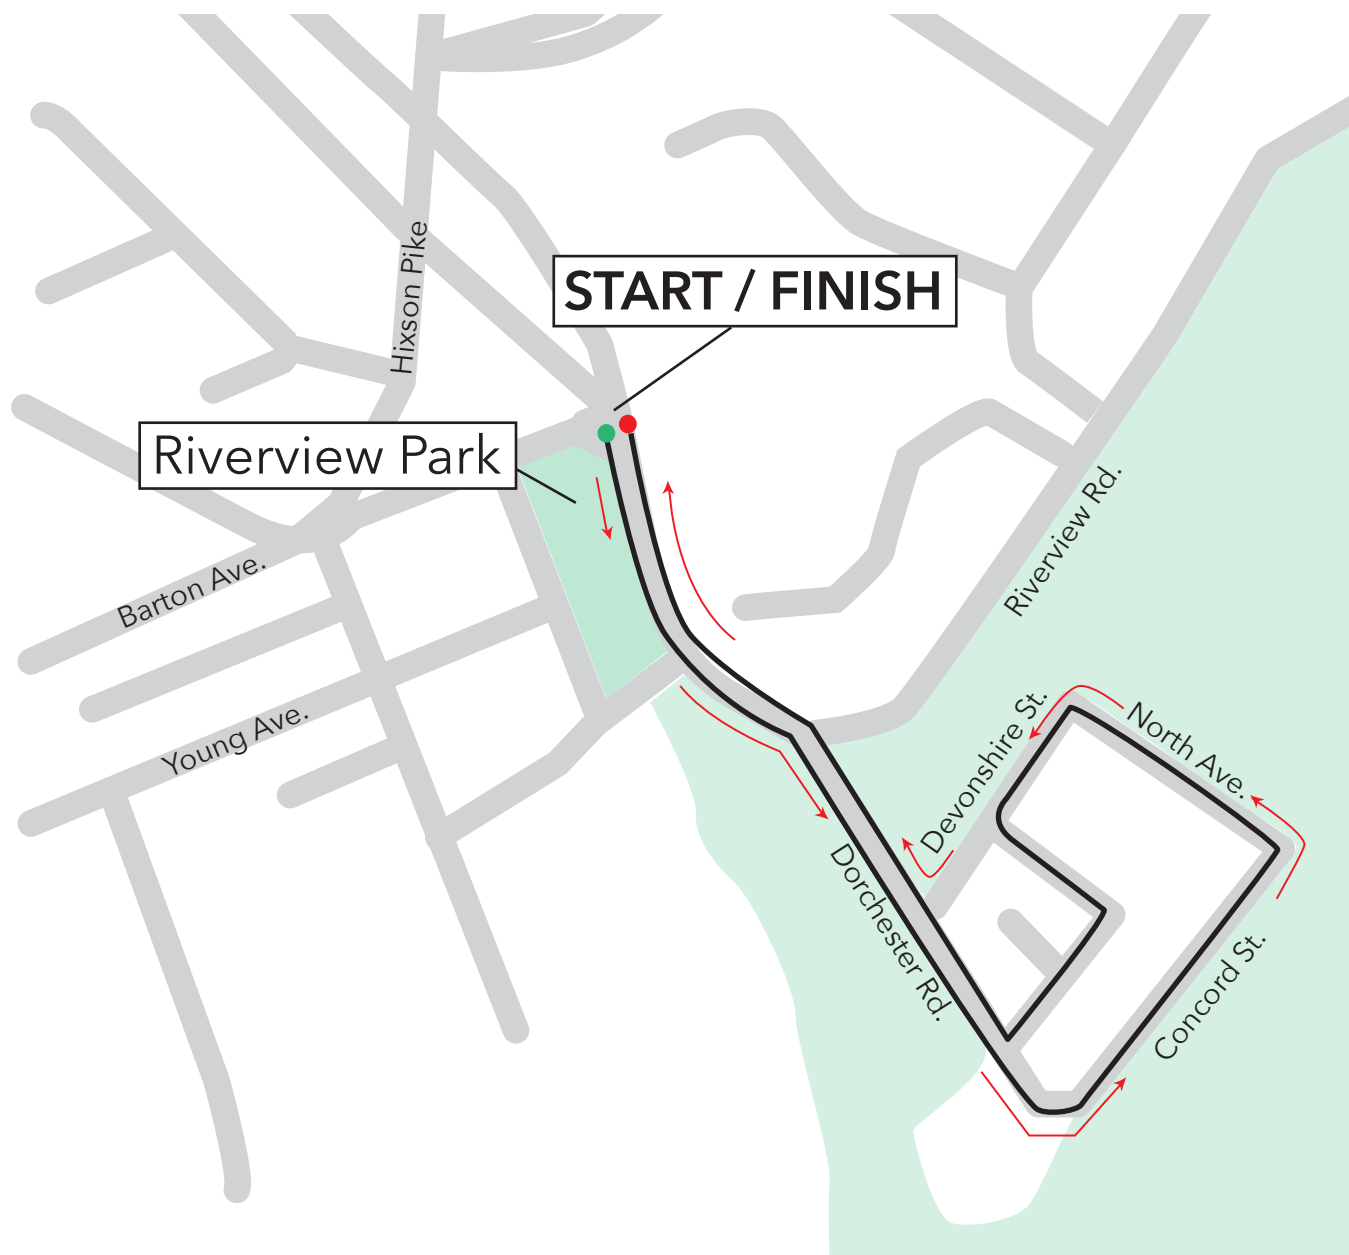 Hixson Pike
START / FINISH
Riverview Park
Barton Ave.
Riverview Rd.
Young Ave.
Devonshire St.
North Ave.
Dorchester Rd.
Concord St.